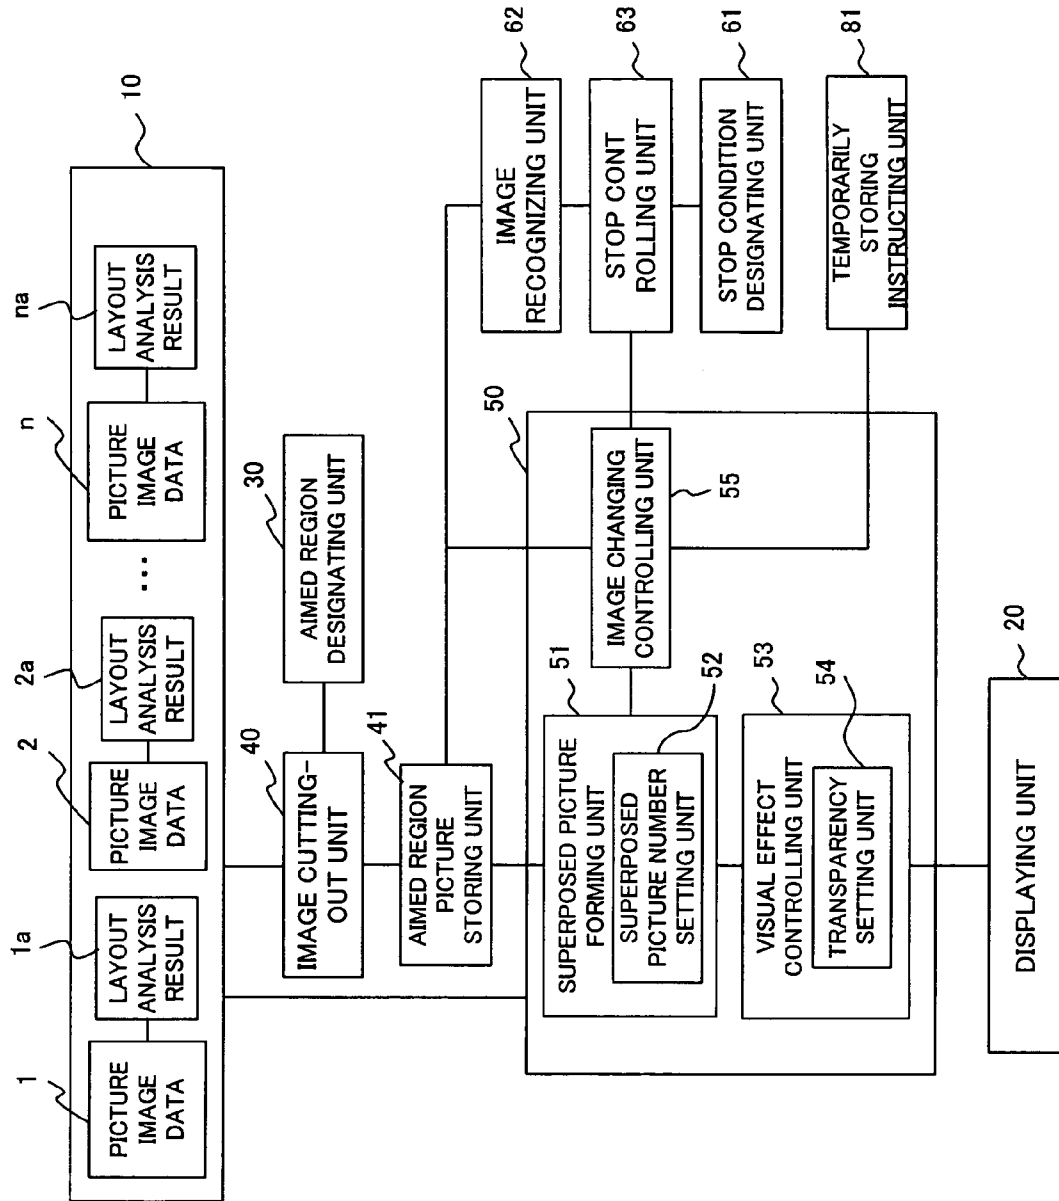 10
1
PICTURE
IMAGE
DATA
1a
LAYOUT
ANALYSIS
RESULT
2
PICTURE
IMAGE
DATA
2a
LAYOUT
ANALYSIS
RESULT
...
n
PICTURE
IMAGE
DATA
na
LAYOUT
ANALYSIS
RESULT
40
IMAGE CUTTING-
OUT UNIT
30
AIMED REGION
DESIGNATING UNIT
41
AIMED REGION
PICTURE
STORING UNIT
62
IMAGE
RECOGNIZING UNIT
63
STOP CONT
ROLLING UNIT
61
STOP CONDITION
DESIGNATING UNIT
81
TEMPORARILY
STORING
INSTRUCTING UNIT
50
51
SUPERPOSED PICTURE
FORMING UNIT
52
SUPERPOSED
PICTURE NUMBER
SETTING UNIT
55
IMAGE CHANGING
CONTROLLING UNIT
53
VISUAL EFFECT
CONTROLLING UNIT
54
TRANSPARENCY
SETTING UNIT
20
DISPLAYING UNIT